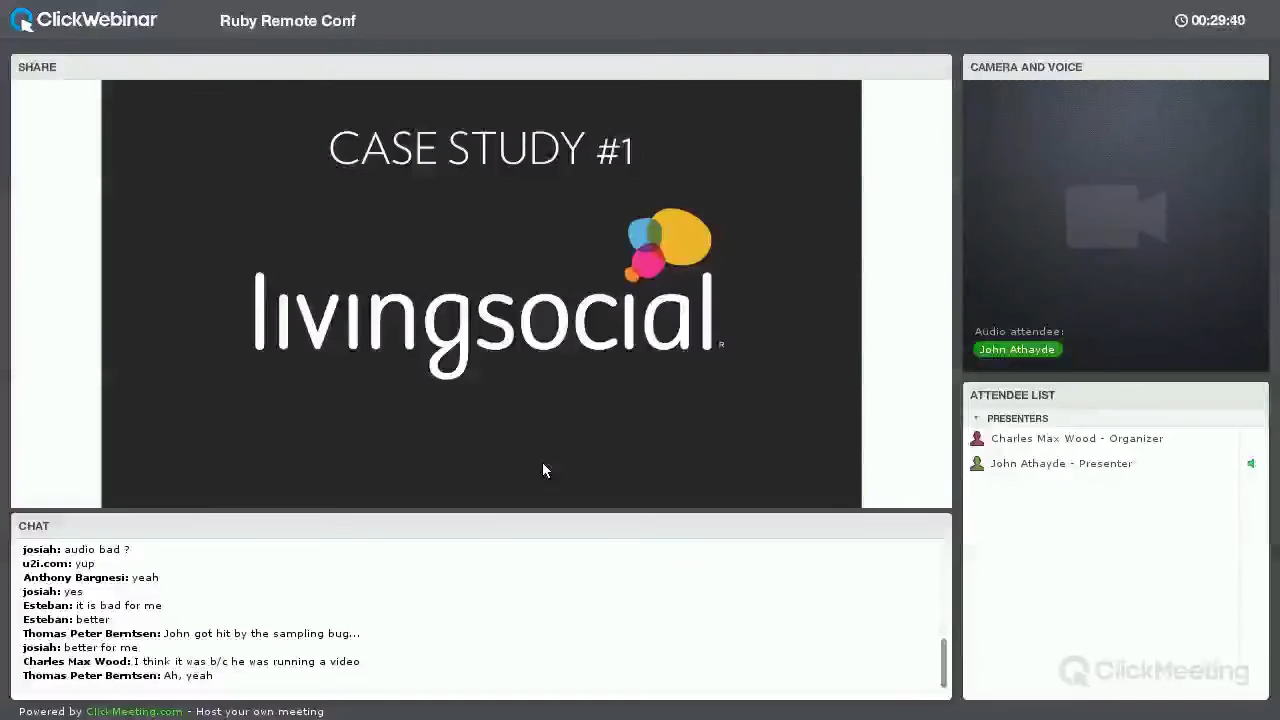 ClickWebinar
Ruby Remote Conf
00:29:40
SHARE
CASE STUDY #1
livingsocial
R
CAMERA AND VOICE
Audio attendee:
John Athayde
ATTENDEE LIST
PRESENTERS
Charles Max Wood - Organizer
John Athayde - Presenter
CHAT
josiah: audio bad ?
u2i.com: yup
Anthony Bargnesi: yeah
josiah: yes
Esteban: it is bad for me
Esteban: better
Thomas Peter Berntsen: John got hit by the sampling bug...
josiah: better for me
Charles Max Wood: I think it was b/c he was running a video
Thomas Peter Berntsen: Ah, yeah
ClickMeeting
Powered by ClickMeeting.com - Host your own meeting